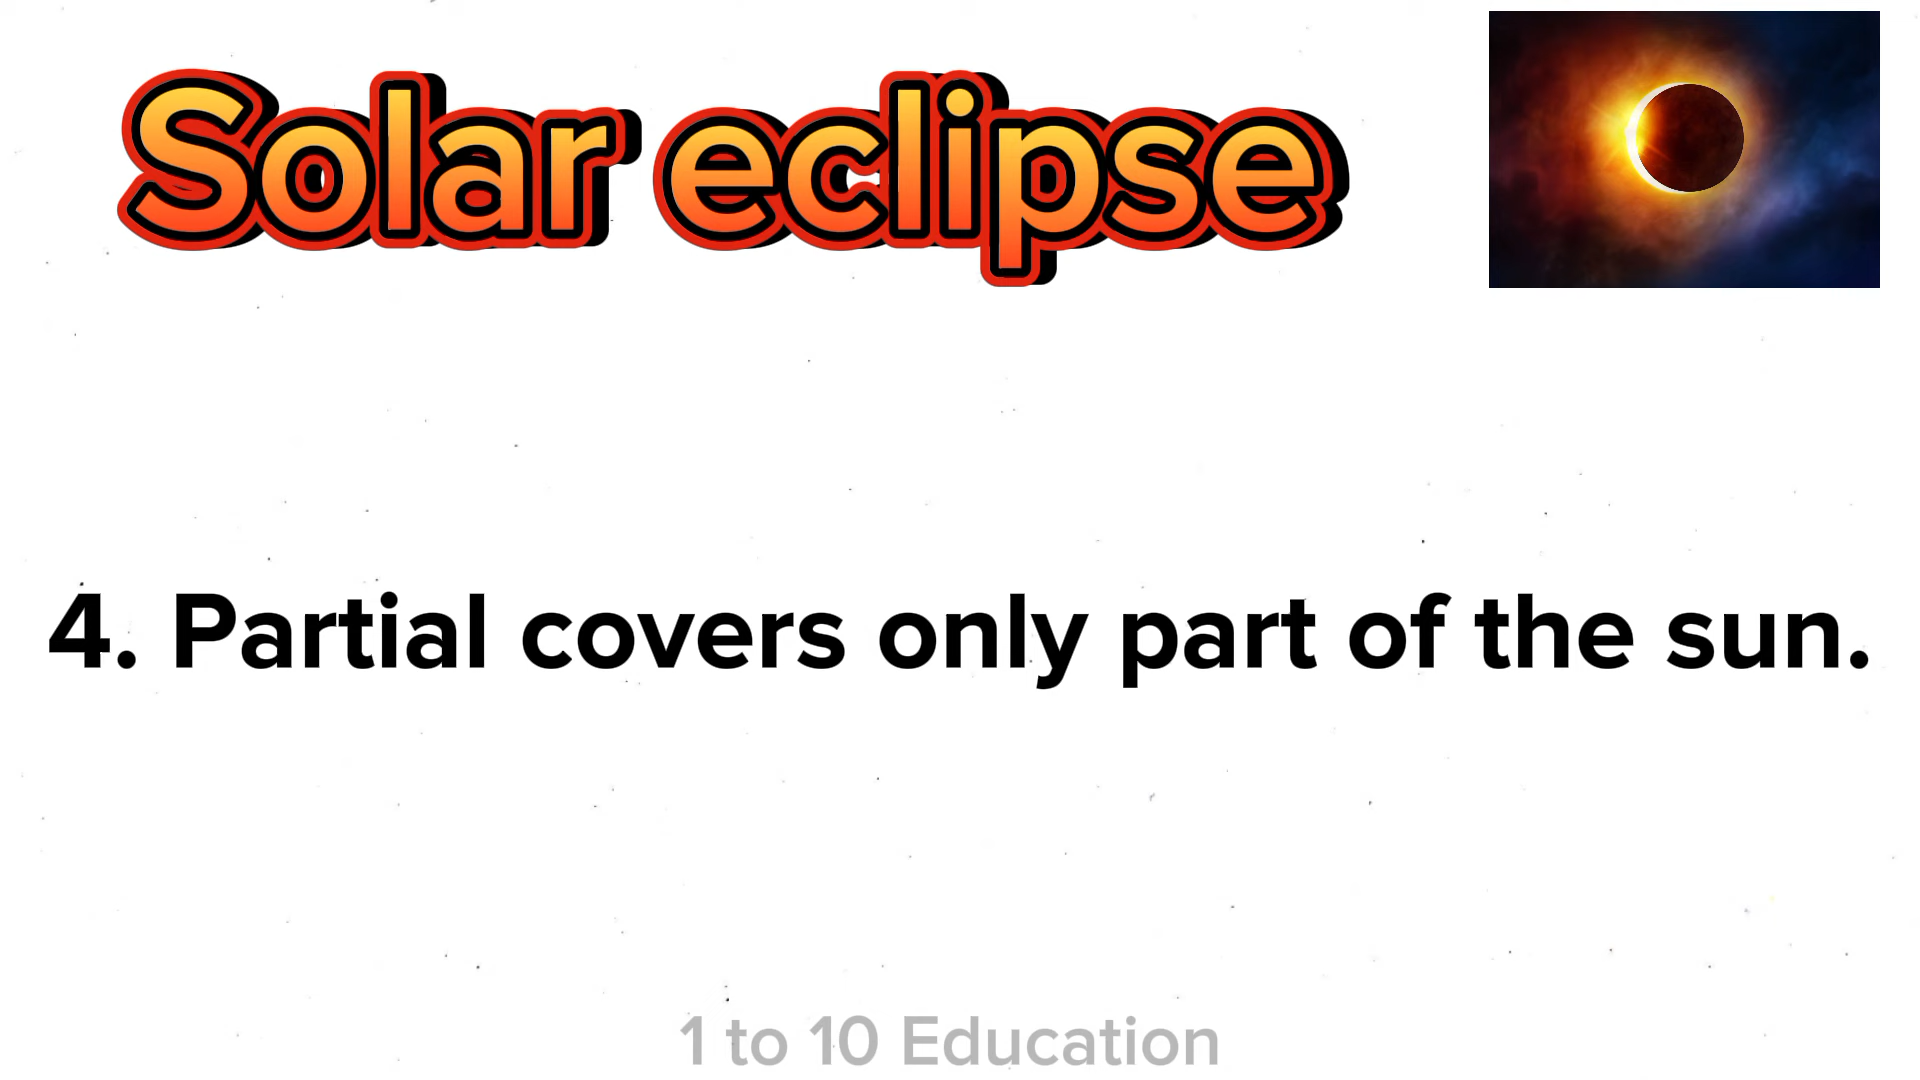 Solar eclipse
4. Partial covers only part of the sun.
1 to 10 Education